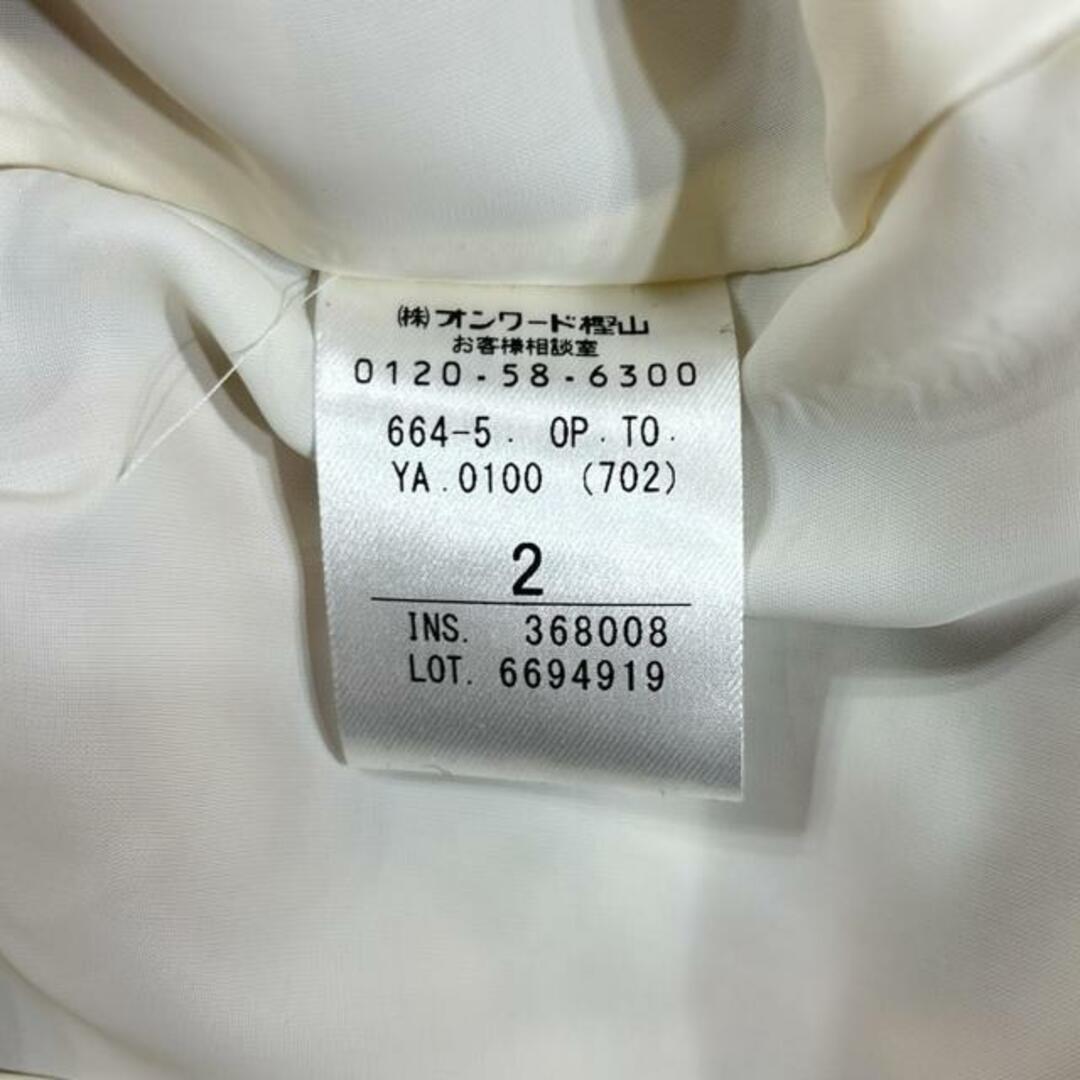 ㈱オンワード樫山
お客様相談室
0120-58-6300
664-5. OP.TO.
YA.0100 (702)
2
INS. 368008
LOT. 6694919